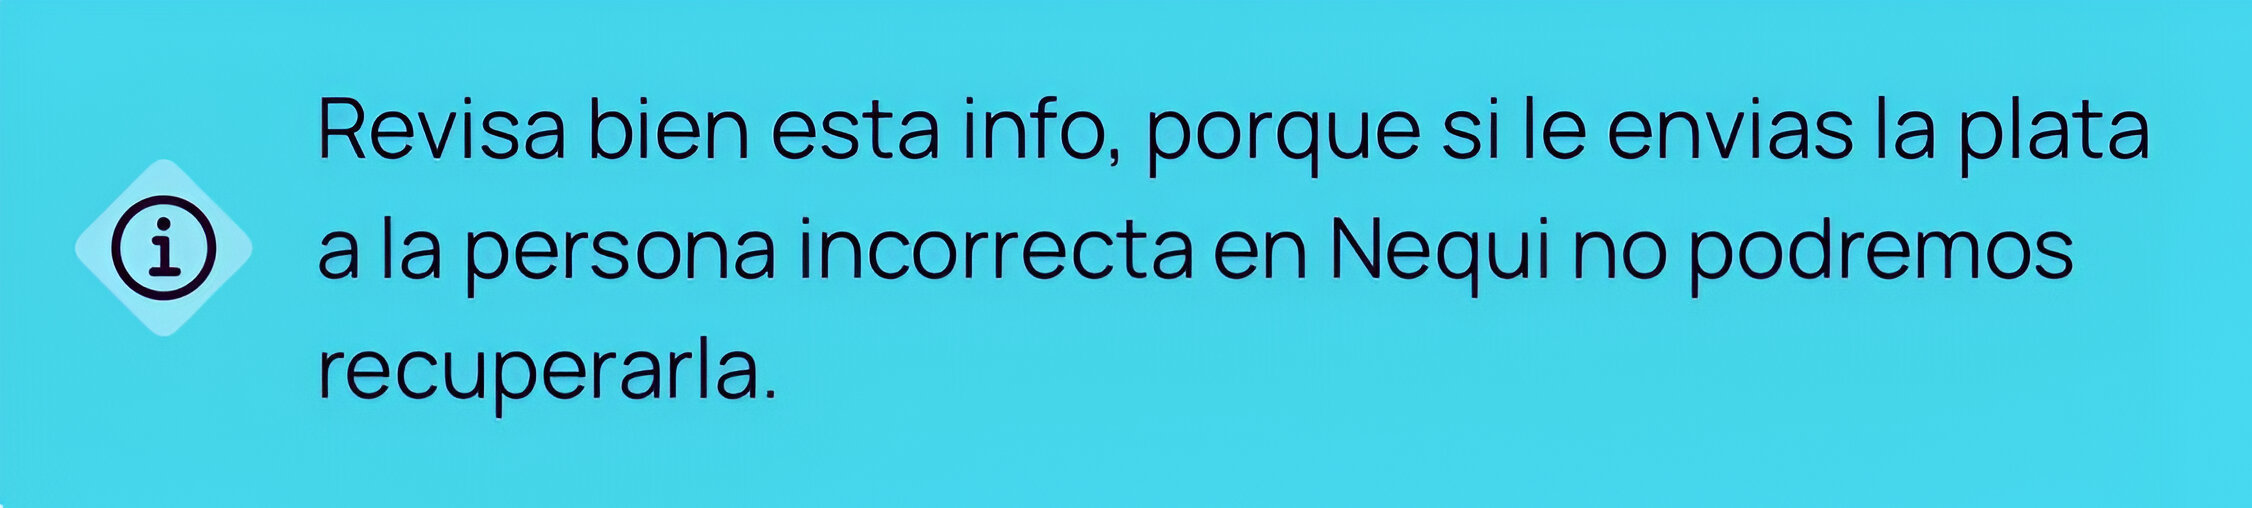 Revisa bien esta info, porque si le envias la plata
a la persona incorrecta en Nequi no podremos
recuperarla.